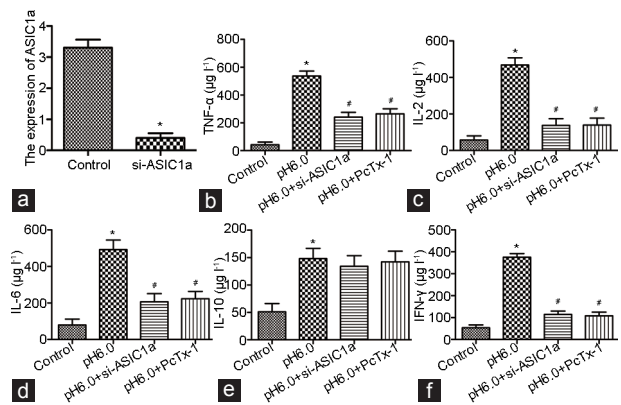 The expression of ASIC1a
4
3
2
1
0
*
Control
si-ASIC1a
a
TNF-α (μg l-1)
800
600
400
200
0
*
#
#
Control
pH6.0
pH6.0+si-ASIC1a
pH6.0+PcTx-1
b
IL-2 (μg l-1)
600
400
200
0
*
#
#
Control
pH6.0
pH6.0+si-ASIC1a
pH6.0+PcTx-1
c
IL-6 (μg l-1)
600
400
200
0
*
#
#
Control
pH6.0
pH6.0+si-ASIC1a
pH6.0+PcTx-1
d
IL-10 (μg l-1)
200
150
100
50
0
*
Control
pH6.0
pH6.0+si-ASIC1a
pH6.0+PcTx-1
e
IFN-γ (μg l-1)
500
400
300
200
100
0
*
#
#
Control
pH6.0
pH6.0+si-ASIC1a
pH6.0+PcTx-1
f